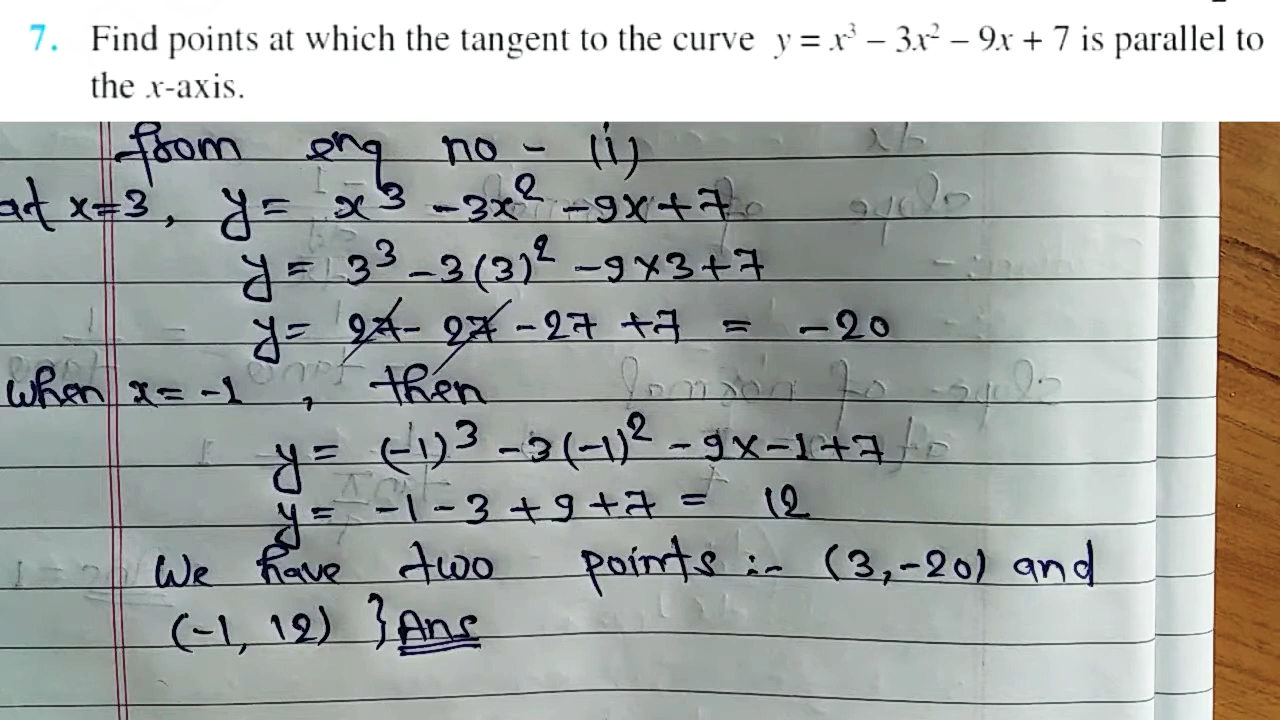 7. Find points at which the tangent to the curve y = x³ – 3x² – 9x + 7 is parallel to
the x-axis.
from enq no - (i)
at x=3, y = x³ -3x² -9x+7
y = 3³ -3(3)² -9×3+7
y = 27- 27 -27 +7 = -20
when x= -1 , then
y = (-1)³ -3(-1)² -9x-1+7
y = -1-3+9+7 = 12
We have two points :- (3,-20) and
(-1, 12) } Ans